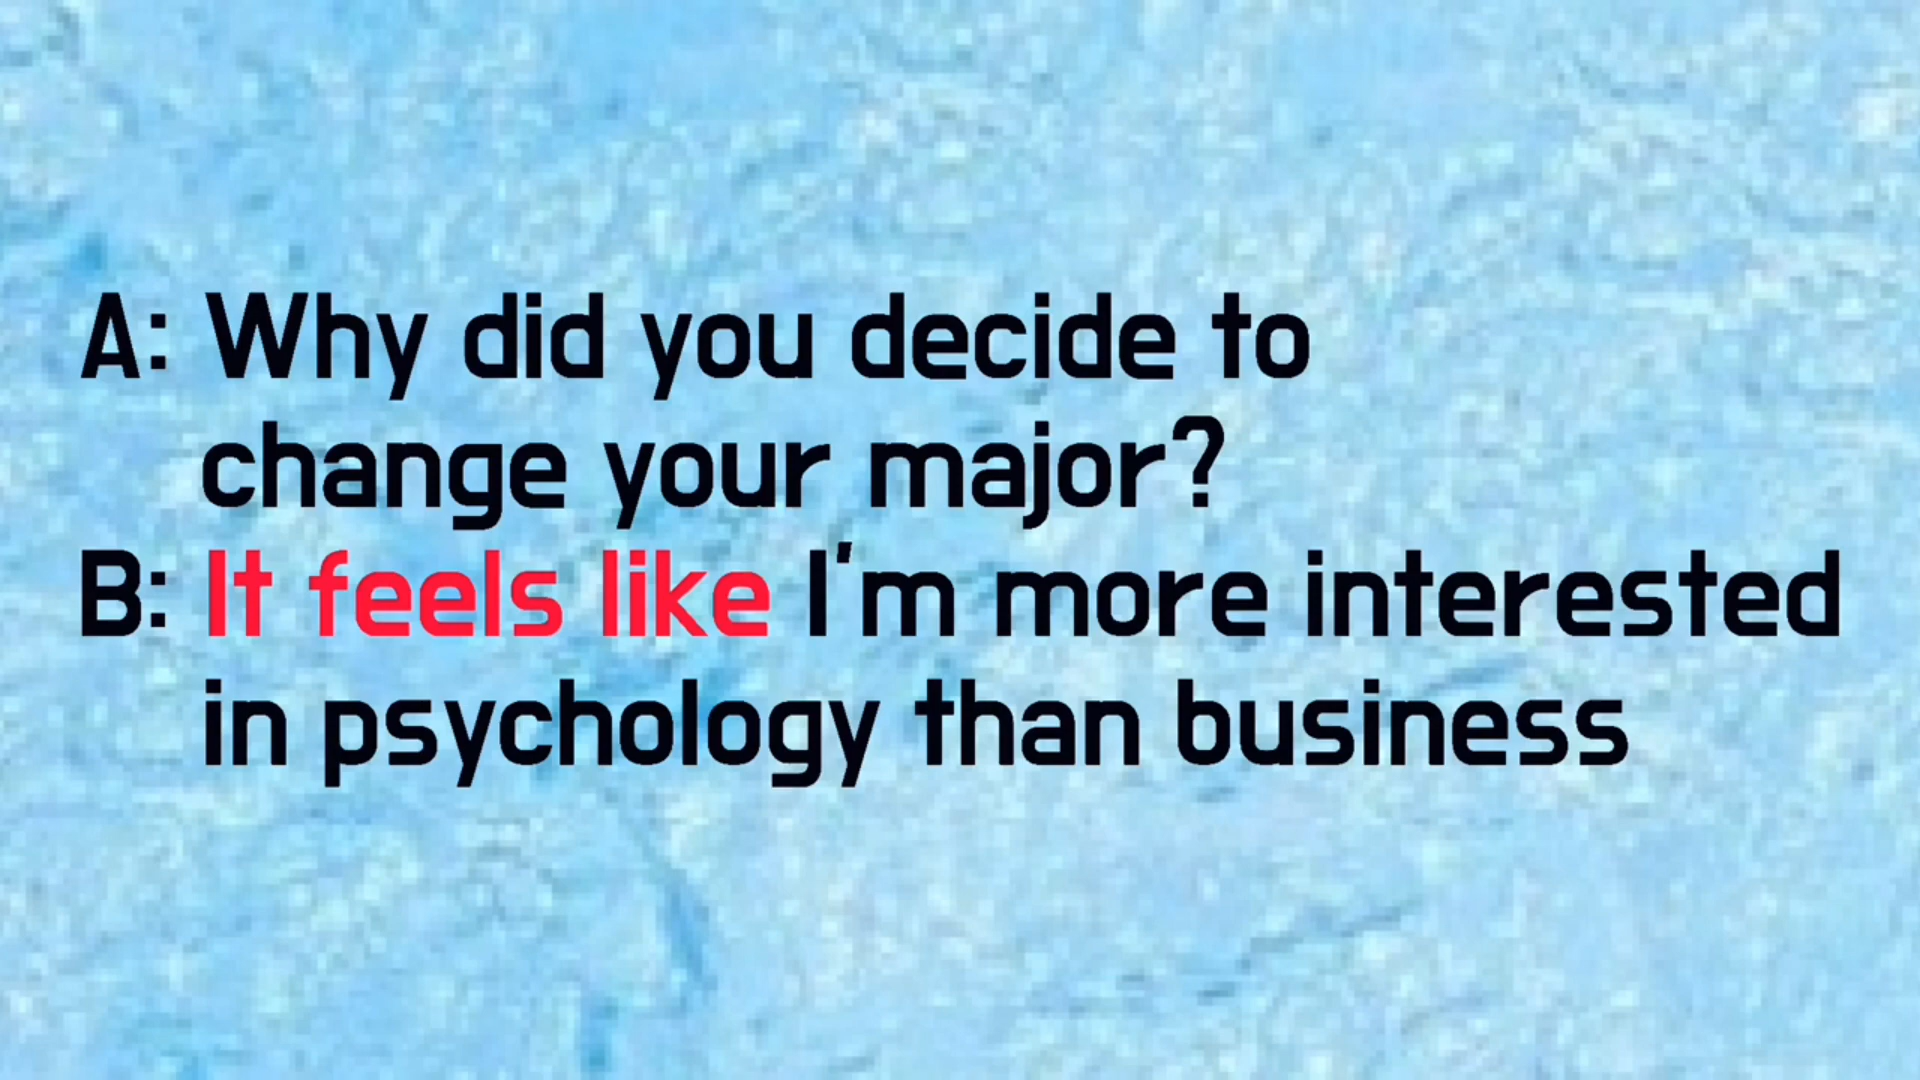 A: Why did you decide to
change your major?
B: It feels like I'm more interested
in psychology than business